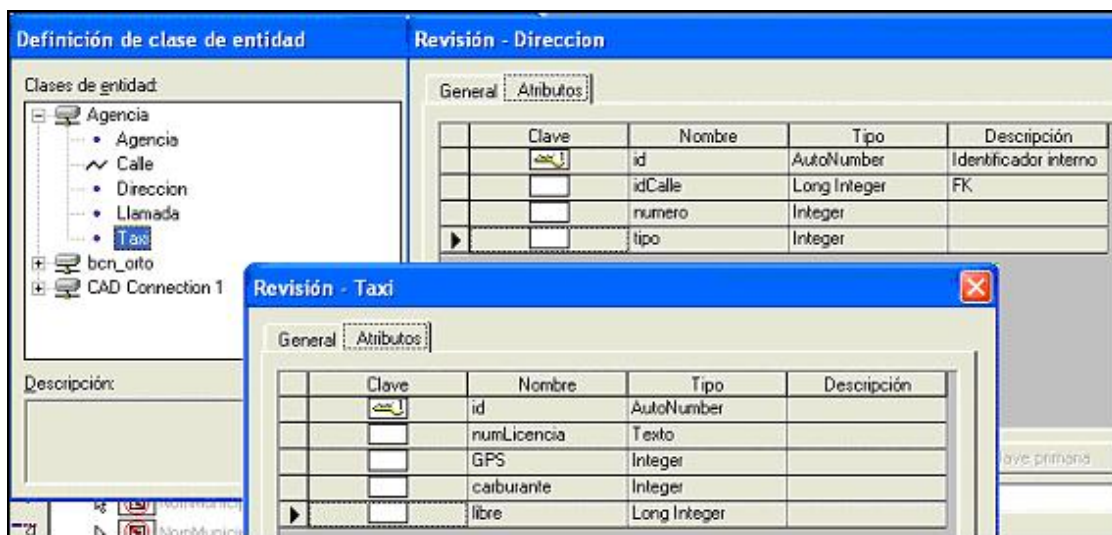 Definición de clase de entidad
Clases de entidad:
Agencia
Agencia
Calle
Direccion
Llamada
Taxi
bcn_orto
CAD Connection 1
Descripción:
Revisión - Direccion
General Atributos
Clave Nombre Tipo Descripción
id AutoNumber Identificador interno
idCalle Long Integer FK
numero Integer
tipo Integer
Revisión - Taxi
General Atributos
Clave Nombre Tipo Descripción
id AutoNumber
numLicencia Texto
GPS Integer
carburante Integer
libre Long Integer
primaria